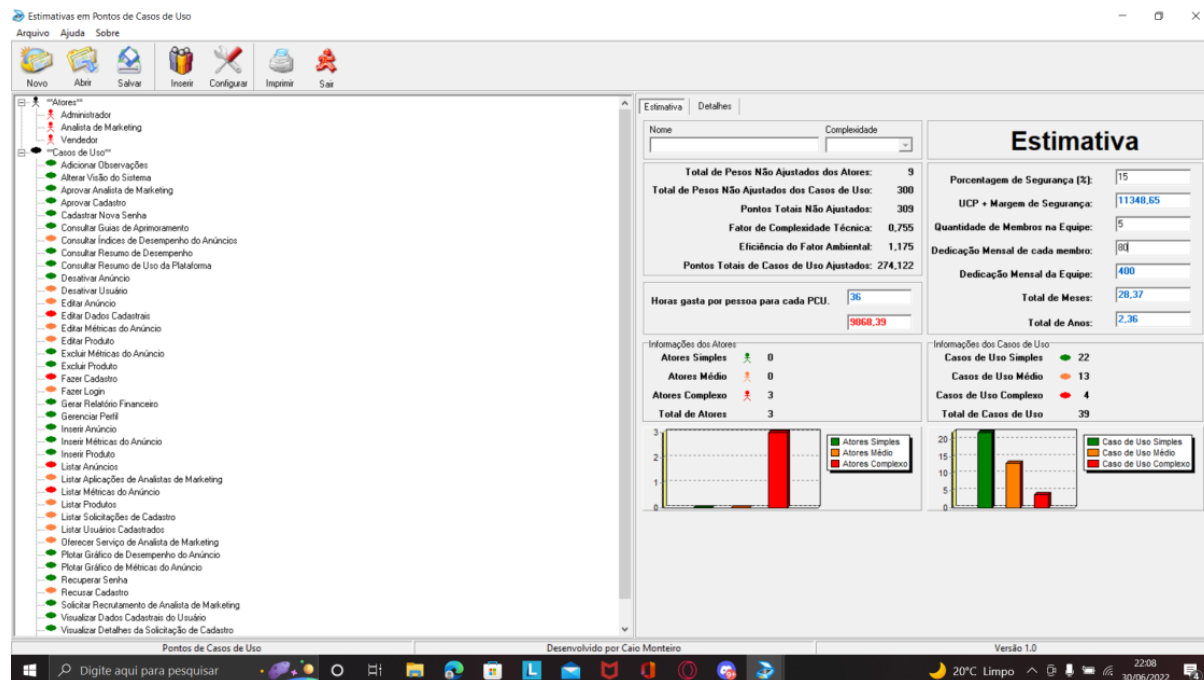 Estimativas em Pontos de Casos de Uso
Arquivo Ajuda Sobre
Novo Abrir Salvar Inserir Configurar Imprimir Sair
**Atores**
Administrador
Analista de Marketing
Vendedor
**Casos de Uso**
Adicionar Observações
Alterar Visão do Sistema
Aprovar Analista de Marketing
Aprovar Cadastro
Cadastrar Nova Senha
Consultar Guias de Aprimoramento
Consultar Índices de Desempenho do Anúncios
Consultar Resumo de Desempenho
Consultar Resumo de Uso da Plataforma
Desativar Anúncio
Desativar Usuário
Editar Anúncio
Editar Dados Cadastrais
Editar Métricas do Anúncio
Editar Produto
Excluir Métricas do Anúncio
Excluir Produto
Fazer Cadastro
Fazer Login
Gerar Relatório Financeiro
Gerenciar Perfil
Inserir Anúncio
Inserir Métricas do Anúncio
Inserir Produto
Listar Anúncios
Listar Aplicações de Analistas de Marketing
Listar Métricas do Anúncio
Listar Produtos
Listar Solicitações de Cadastro
Listar Usuários Cadastrados
Oferecer Serviço de Analista de Marketing
Plotar Gráfico de Desempenho do Anúncio
Plotar Gráfico de Métricas do Anúncio
Recuperar Senha
Recusar Cadastro
Solicitar Recrutamento de Analista de Marketing
Visualizar Dados Cadastrais do Usuário
Visualizar Detalhes da Solicitação de Cadastro
Estimativa Detalhes
Nome Complexidade
Total de Pesos Não Ajustados dos Atores: 9
Total de Pesos Não Ajustados dos Casos de Uso: 300
Pontos Totais Não Ajustados: 309
Fator de Complexidade Técnica: 0,755
Eficiência do Fator Ambiental: 1,175
Pontos Totais de Casos de Uso Ajustados: 274,122
Horas gasta por pessoa para cada PCU. 36
9868,39
Estimativa
Porcentagem de Segurança (%): 15
UCP + Margem de Segurança: 11348,65
Quantidade de Membros na Equipe: 5
Dedicação Mensal de cada membro: 80
Dedicação Mensal da Equipe: 400
Total de Meses: 28,37
Total de Anos: 2,36
Informações dos Atores
Atores Simples 0
Atores Médio 0
Atores Complexo 3
Total de Atores 3
Informações dos Casos de Uso
Casos de Uso Simples 22
Casos de Uso Médio 13
Casos de Uso Complexo 4
Total de Casos de Uso 39
3
2
1
0
Atores Simples
Atores Médio
Atores Complexo
20
15
10
5
0
Caso de Uso Simples
Caso de Uso Médio
Caso de Uso Complexo
Pontos de Casos de Uso Desenvolvido por Caio Monteiro Versão 1.0
Digite aqui para pesquisar
20°C Limpo
22:08
30/06/2022